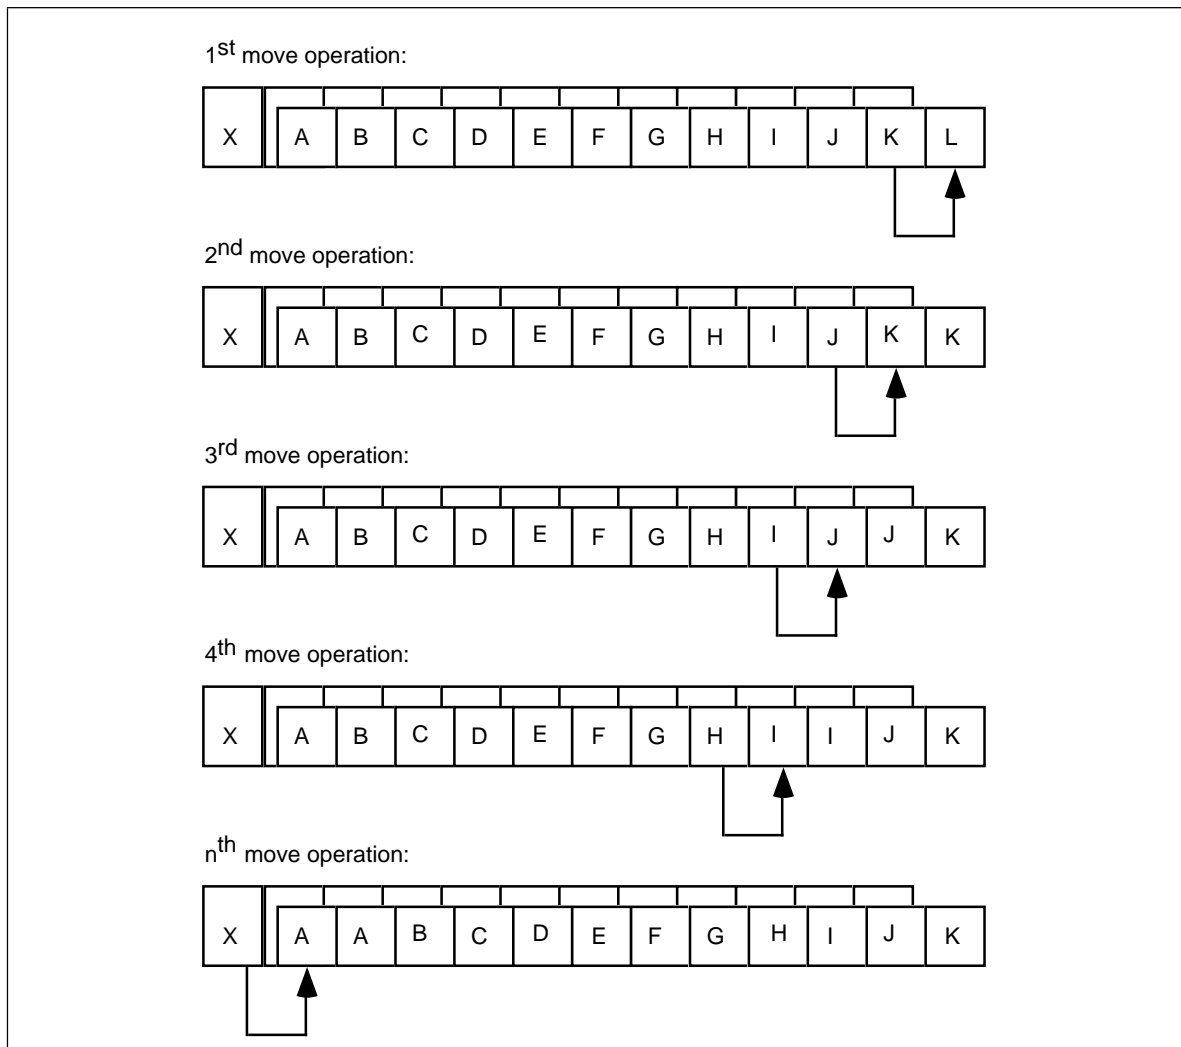 1st move operation:
X A B C D E F G H I J K L
2nd move operation:
X A B C D E F G H I J K K
3rd move operation:
X A B C D E F G H I J J K
4th move operation:
X A B C D E F G H I I J K
nth move operation:
X A A B C D E F G H I J K